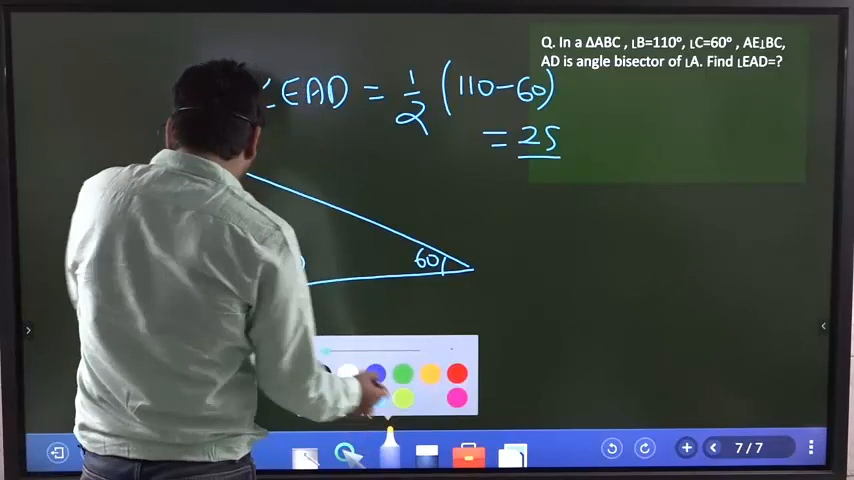 Q. In a ΔABC , ⌞B=110°, ⌞C=60° , AE⊥BC,
AD is angle bisector of ⌞A. Find ⌞EAD=?
∠EAD = 1/2 (110-60)
= 25
60
7/7